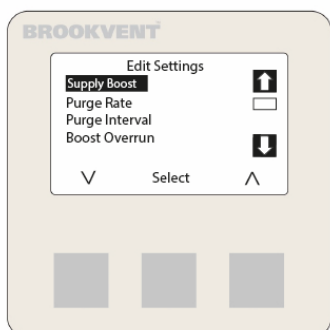 BROOKVENT
Edit Settings
Supply Boost
Purge Rate
Purge Interval
Boost Overrun
Select